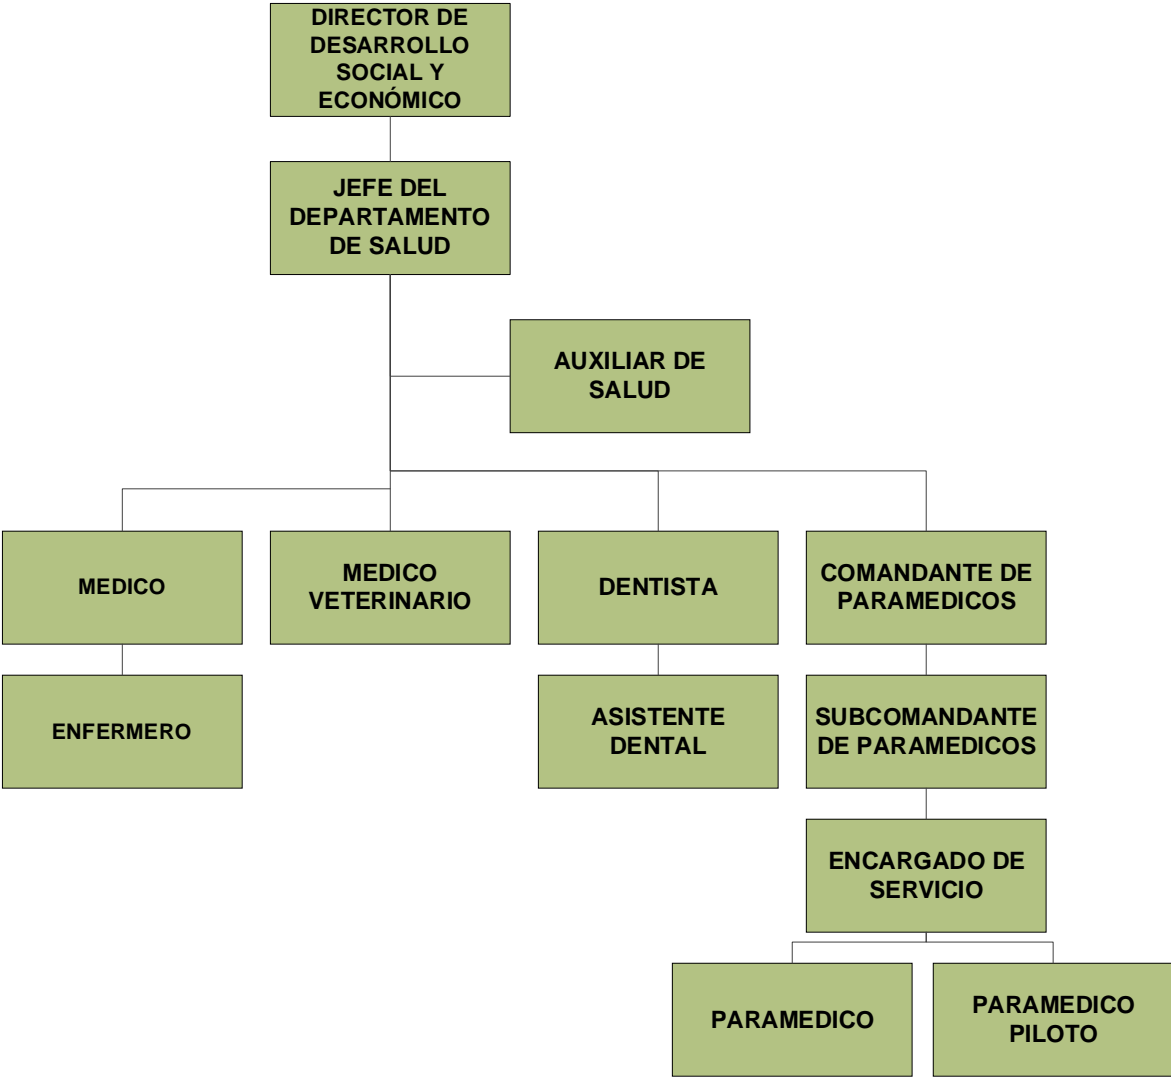 DIRECTOR DE
DESARROLLO
SOCIAL Y
ECONÓMICO
JEFE DEL
DEPARTAMENTO
DE SALUD
AUXILIAR DE
SALUD
MEDICO
MEDICO
VETERINARIO
DENTISTA
COMANDANTE DE
PARAMEDICOS
ENFERMERO
ASISTENTE
DENTAL
SUBCOMANDANTE
DE PARAMEDICOS
ENCARGADO DE
SERVICIO
PARAMEDICO
PARAMEDICO
PILOTO